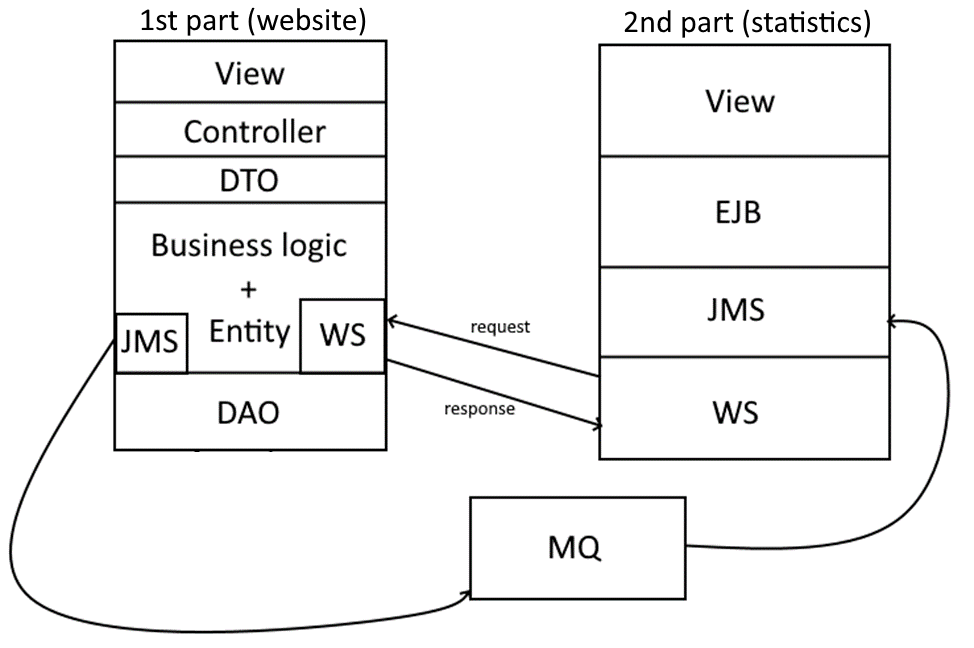 1st part (website)
View
Controller
DTO
Business logic
+
Entity
JMS
WS
DAO
request
response
2nd part (statistics)
View
EJB
JMS
WS
MQ